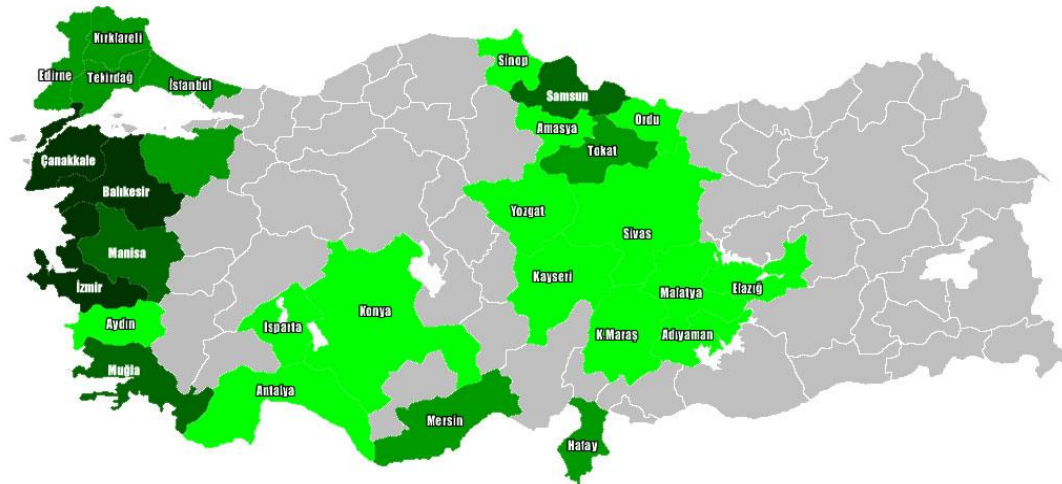 Kırklareli
Edirne
Tekirdağ
İstanbul
Sinop
Samsun
Ordu
Amasya
Tokat
Çanakkale
Balıkesir
Yozgat
Sivas
Manisa
Kayseri
Malatya
Elazığ
İzmir
Konya
Isparta
Aydın
K.Maraş
Adıyaman
Muğla
Antalya
Mersin
Hatay